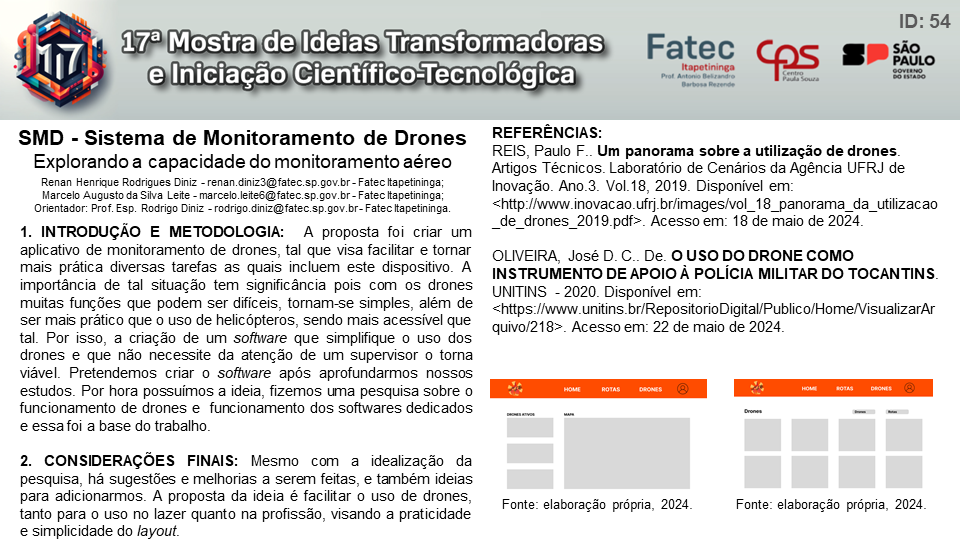 ID: 54
17ª Mostra de Ideias Transformadoras
e Iniciação Científico-Tecnológica
M17
Fatec
Itapetininga
Prof. Antonio Belizandro
Barbosa Rezende
CPS
Centro
Paula Souza
SP
SÃO PAULO
GOVERNO
DO ESTADO
SMD - Sistema de Monitoramento de Drones
Explorando a capacidade do monitoramento aéreo
Renan Henrique Rodrigues Diniz – renan.diniz3@fatec.sp.gov.br - Fatec Itapetininga;
Marcelo Augusto da Silva Leite – marcelo.leite6@fatec.sp.gov.br – Fatec Itapetininga;
Orientador: Prof. Esp. Rodrigo Diniz – rodrigo.diniz@fatec.sp.gov.br - Fatec Itapetininga.
1. INTRODUÇÃO E METODOLOGIA: A proposta foi criar um
aplicativo de monitoramento de drones, tal que visa facilitar e tornar
mais prática diversas tarefas as quais incluem este dispositivo. A
importância de tal situação tem significância pois com os drones
muitas funções que podem ser difíceis, tornam-se simples, além de
ser mais prático que o uso de helicópteros, sendo mais acessível que
tal. Por isso, a criação de um software que simplifique o uso dos
drones e que não necessite da atenção de um supervisor o torna
viável. Pretendemos criar o software após aprofundarmos nossos
estudos. Por hora possuímos a ideia, fizemos uma pesquisa sobre o
funcionamento de drones e funcionamento dos softwares dedicados
e essa foi a base do trabalho.
2. CONSIDERAÇÕES FINAIS: Mesmo com a idealização da
pesquisa, há sugestões e melhorias a serem feitas, e também ideias
para adicionarmos. A proposta da ideia é facilitar o uso de drones,
tanto para o uso no lazer quanto na profissão, visando a praticidade
e simplicidade do layout.
REFERÊNCIAS:
REIS, Paulo F.. Um panorama sobre a utilização de drones.
Artigos Técnicos. Laboratório de Cenários da Agência UFRJ de
Inovação. Ano.3. Vol.18, 2019. Disponível em:
<http://www.inovacao.ufrj.br/images/vol_18_panorama_da_utilizacao
_de_drones_2019.pdf>. Acesso em: 18 de maio de 2024.
OLIVEIRA, José D. C.. De. O USO DO DRONE COMO
INSTRUMENTO DE APOIO À POLÍCIA MILITAR DO TOCANTINS.
UNITINS - 2020. Disponível em:
<https://www.unitins.br/RepositorioDigital/Publico/Home/VisualizarAr
quivo/218>. Acesso em: 22 de maio de 2024.
HOME ROTAS DRONES
DRONES ATIVOS MAPA
Fonte: elaboração própria, 2024.
HOME ROTAS DRONES
Drones Drones Rotas
Fonte: elaboração própria, 2024.